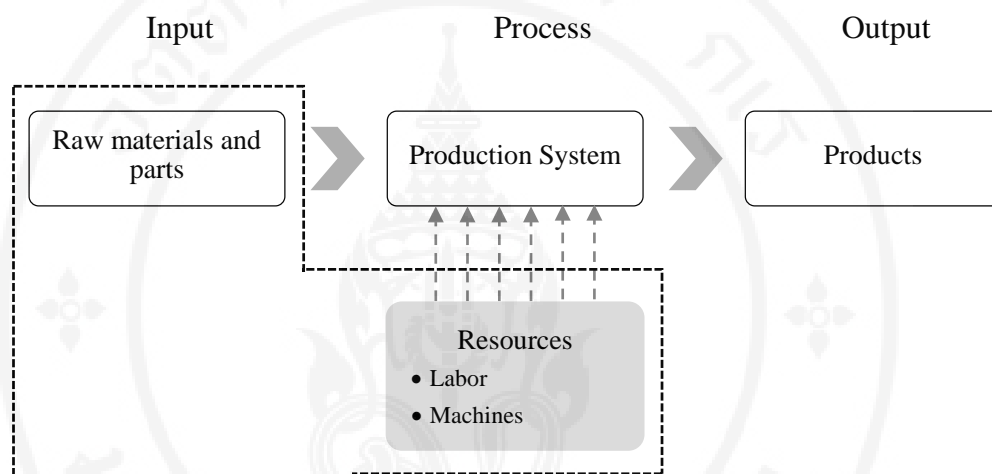 Input
Process
Output
Raw materials and
parts
Production System
Products
Resources
• Labor
• Machines